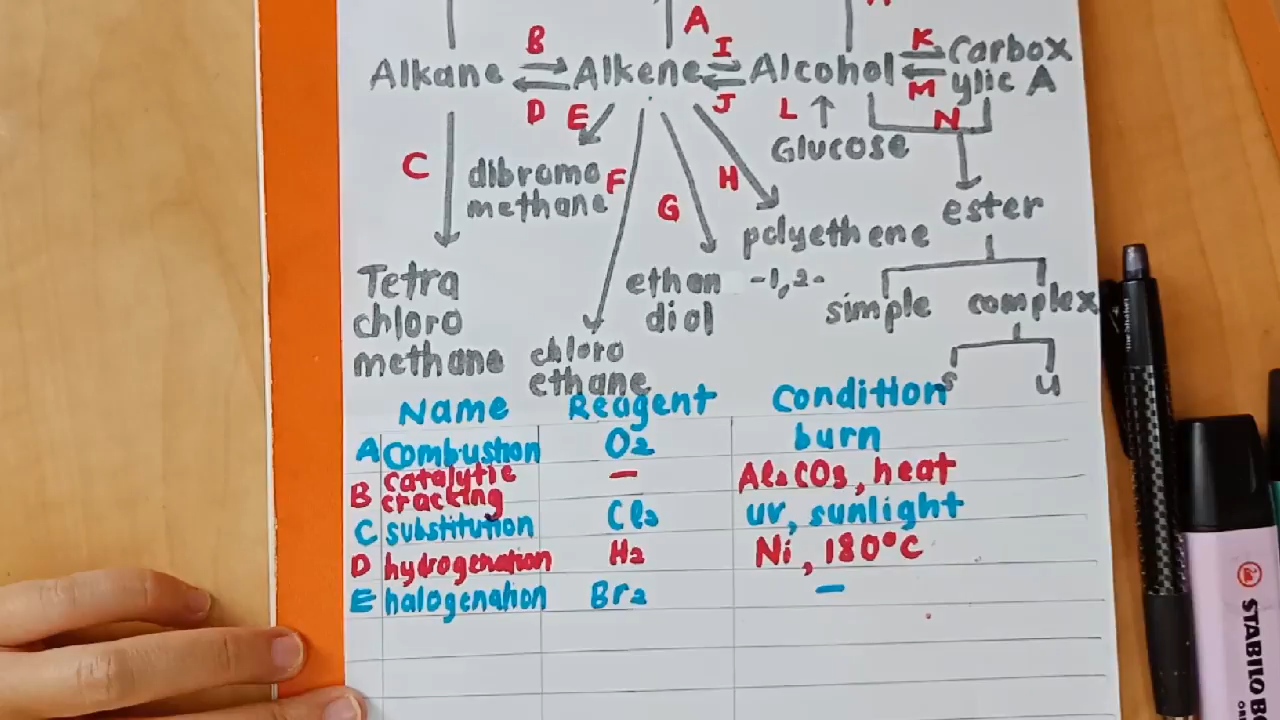 A
B
I
K
Alkane
Alkene
Alcohol
Carbox
ylic A
D
E
J
L
M
N
Glucose
C
dibromo
methane
F
G
H
ester
polyethene
Tetra
chloro
methane
ethan
diol
-1,2-
simple
complex
chloro
ethane
s
u
Name Reagent Condition
A Combustion O2 burn
B catalytic
cracking - Al2CO3, heat
C substitution Cl2 uv, sunlight
D hydrogenation H2 Ni, 180°C
E halogenation Br2 -
STABILO